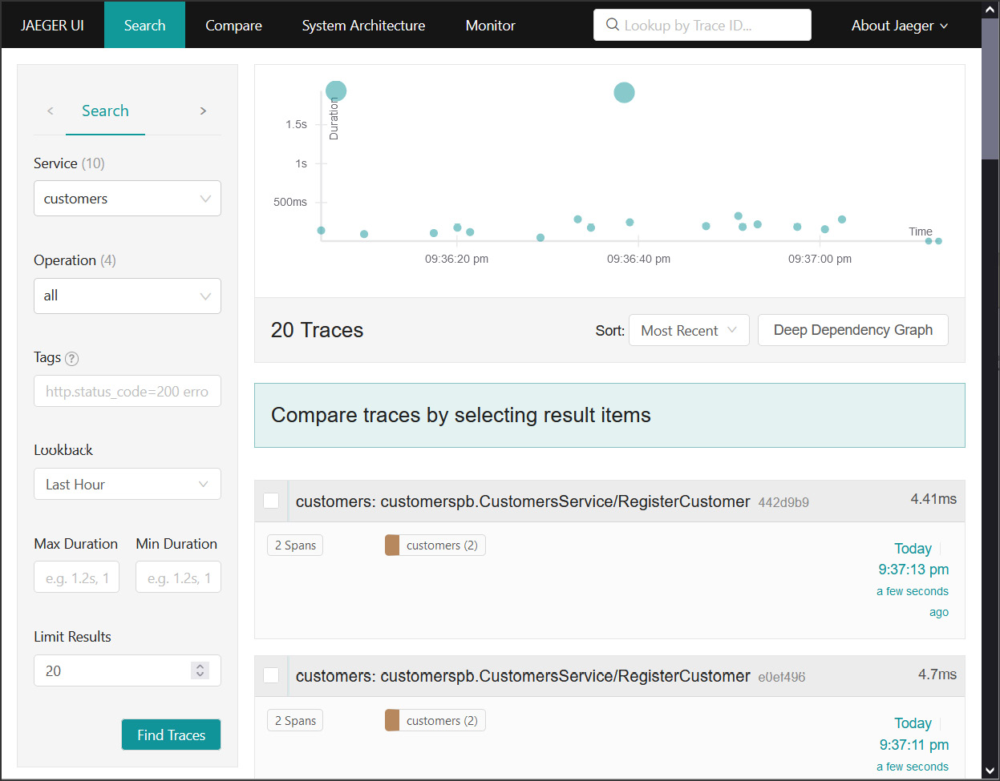 JAEGER UI
Search
Compare
System Architecture
Monitor
Lookup by Trace ID...
About Jaeger
Search
Service (10)
customers
Operation (4)
all
Tags ?
http.status_code=200 erro
Lookback
Last Hour
Max Duration
Min Duration
e.g. 1.2s, 1
e.g. 1.2s, 1
Limit Results
20
Find Traces
Duration
1.5s
1s
500ms
Time
09:36:20 pm
09:36:40 pm
09:37:00 pm
20 Traces
Sort:
Most Recent
Deep Dependency Graph
Compare traces by selecting result items
customers: customerspb.CustomersService/RegisterCustomer 442d9b9
4.41ms
2 Spans
customers (2)
Today
9:37:13 pm
a few seconds
ago
customers: customerspb.CustomersService/RegisterCustomer e0ef496
4.7ms
2 Spans
customers (2)
Today
9:37:11 pm
a few seconds